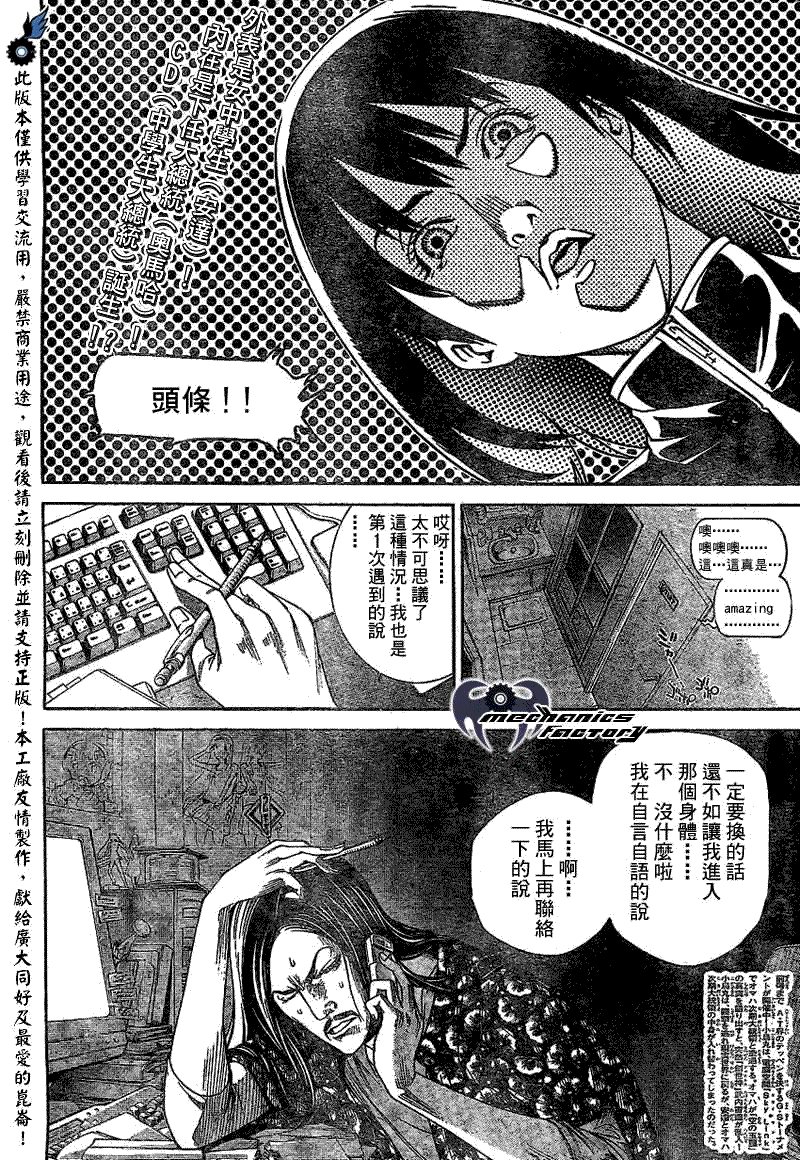 外表是女中學生（安達）！
內在是下任大總統（奧馬哈）！
CD（中學生大總統）誕生！？！
頭條！！
噢……
噢噢噢……
這…這真是…
…………
amazing
…………
哎呀……
太不可思議了
這種情況…我也是
第1次遇到的說
……
Mechanics
Factory
一定要換的話
還不如讓我進入
那個身體……
不 沒什麼啦
我在自言自語的說
……啊…
我馬上再聯絡
一下的說
此版本僅供學習交流用，嚴禁商業用途，觀看後請立刻刪除並請支持正版！本工廠友情製作，獻給廣大同好及最愛的崑崙！